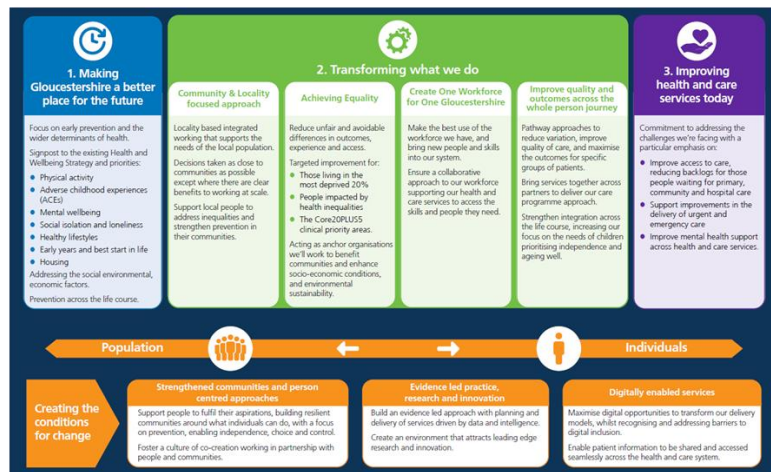 1. Making
Gloucestershire a better
place for the future
Focus on early prevention and the
wider determinants of health.
Signpost to the existing Health and
Wellbeing Strategy and priorities:
Physical activity
Adverse childhood experiences
(ACEs)
Mental wellbeing
Social isolation and loneliness
Healthy lifestyles
Early years and best start in life
Housing
Addressing the social environmental,
economic factors.
Prevention across the life course.
2. Transforming what we do
Community & Locality
focused approach
Locality based integrated
working that supports the
needs of the local population.
Decisions taken as close to
communities as possible
except where there are clear
benefits to working at scale.
Support local people to
address inequalities and
strengthen prevention in
their communities.
Achieving Equality
Reduce unfair and avoidable
differences in outcomes,
experience and access.
Targeted improvement for:
Those living in the
most deprived 20%
People impacted by
health inequalities
The Core20PLUS5
clinical priority areas.
Acting as anchor organisations
we'll work to benefit
communities and enhance
socio-economic conditions,
and environmental
sustainability.
Create One Workforce
for One Gloucestershire
Make the best use of the
workforce we have, and
bring new people and skills
into our system.
Ensure a collaborative
approach to our workforce
supporting our health and
care services to access the
skills and people they need.
Improve quality and
outcomes across the
whole person journey
Pathway approaches to
reduce variation, improve
quality of care, and maximise
the outcomes for specific
groups of patients.
Bring services together across
partners to deliver our care
programme approach.
Strengthen integration across
the life course, increasing our
focus on the needs of children
prioritising independence and
ageing well.
3. Improving
health and care
services today
Commitment to addressing the
challenges we're facing with a
particular emphasis on:
Improve access to care,
reducing backlogs for those
people waiting for primary,
community and hospital care
Support improvements in the
delivery of urgent and
emergency care
Improve mental health support
across health and care services.
Population
Individuals
Creating the
conditions
for change
Strengthened communities and person
centred approaches
Support people to fulfil their aspirations, building resilient
communities around what individuals can do, with a
focus on prevention, enabling independence, choice and control.
Foster a culture of co-creation working in partnership with
people and communities.
Evidence led practice,
research and innovation
Build an evidence led approach with planning and
delivery of services driven by data and intelligence.
Create an environment that attracts leading edge
research and innovation.
Digitally enabled services
Maximise digital opportunities to transform our delivery
models, whilst recognising and addressing barriers to
digital inclusion.
Enable patient information to be shared and accessed
seamlessly across the health and care system.